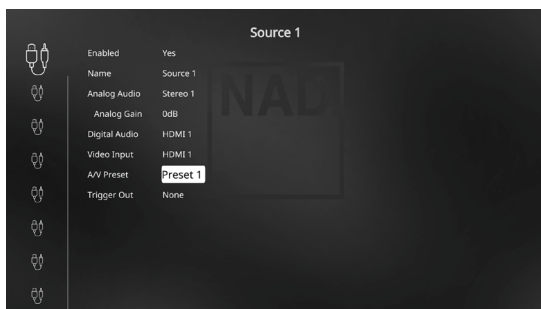 Source 1
Enabled Yes
Name Source 1
Analog Audio Stereo 1
Analog Gain 0dB
Digital Audio HDMI 1
Video Input HDMI 1
A/V Preset Preset 1
Trigger Out None
NAD